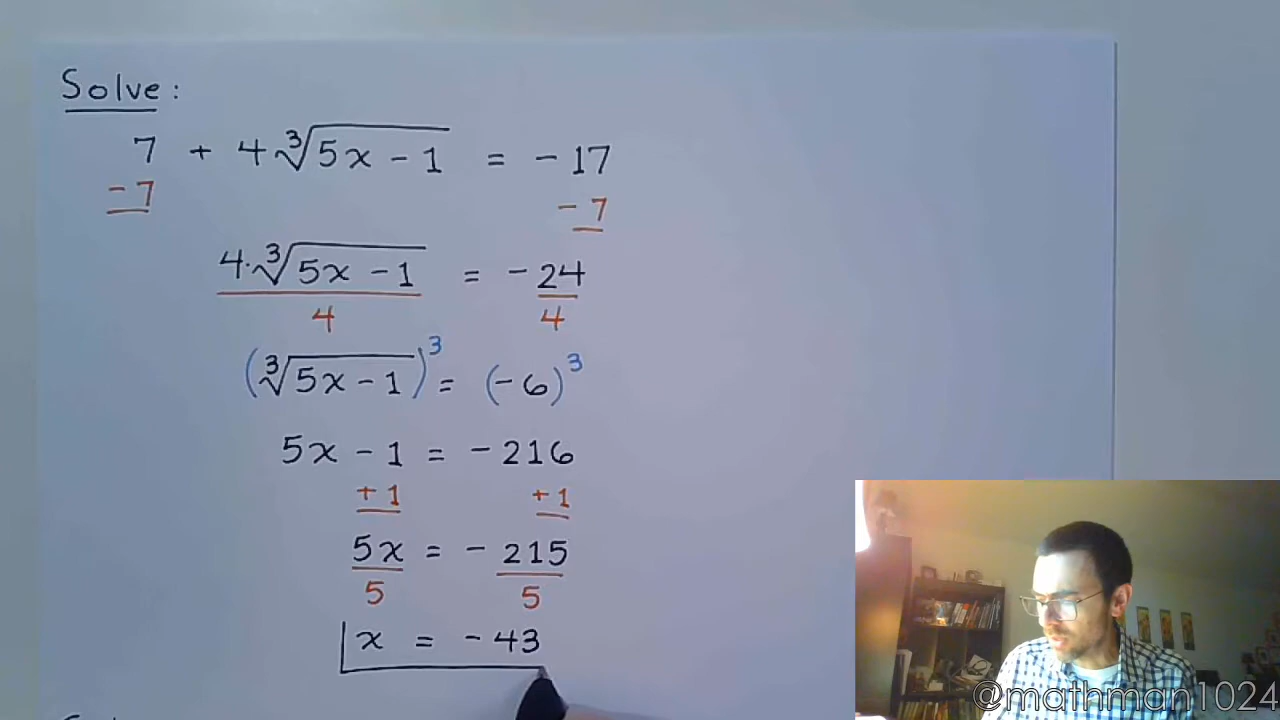 Solve:
7 + 4∛(5x - 1) = -17
-7 -7
4·∛(5x - 1) = -24
4 4
(∛(5x - 1))³ = (-6)³
5x - 1 = -216
+1 +1
5x = -215
5 5
x = -43
@mathman1024